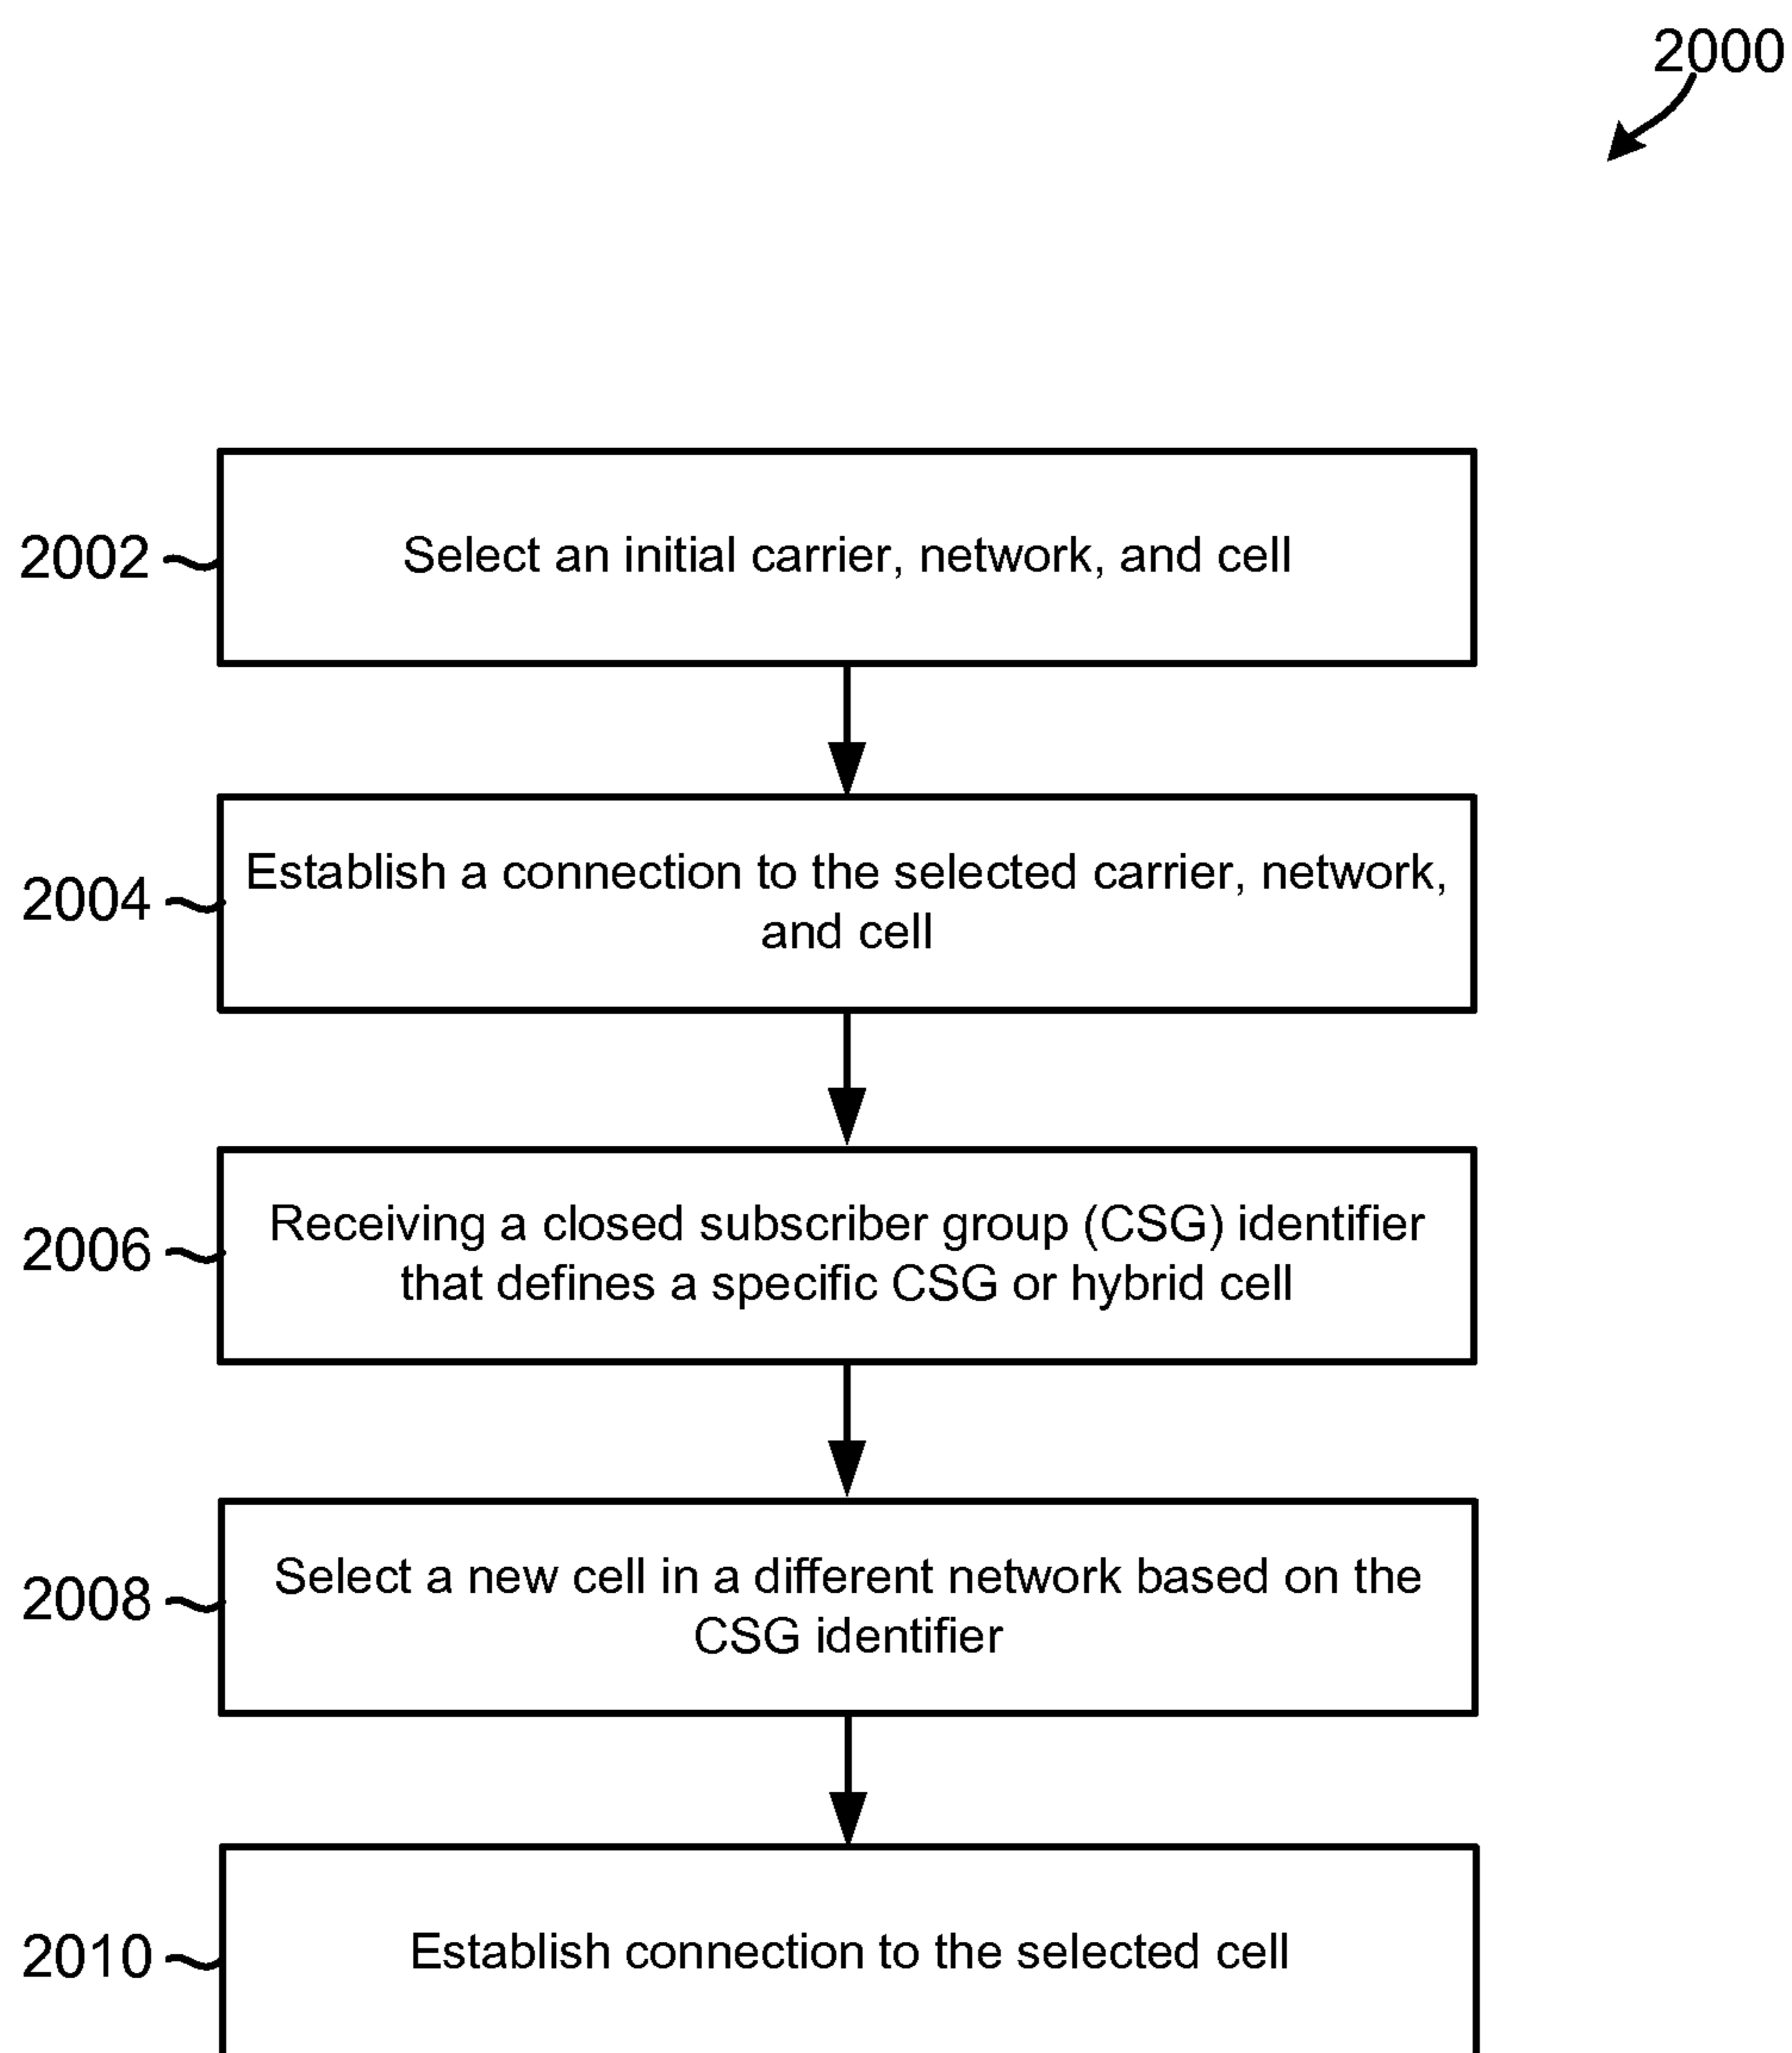 2000
2002
Select an initial carrier, network, and cell
2004
Establish a connection to the selected carrier, network,
and cell
2006
Receiving a closed subscriber group (CSG) identifier
that defines a specific CSG or hybrid cell
2008
Select a new cell in a different network based on the
CSG identifier
2010
Establish connection to the selected cell